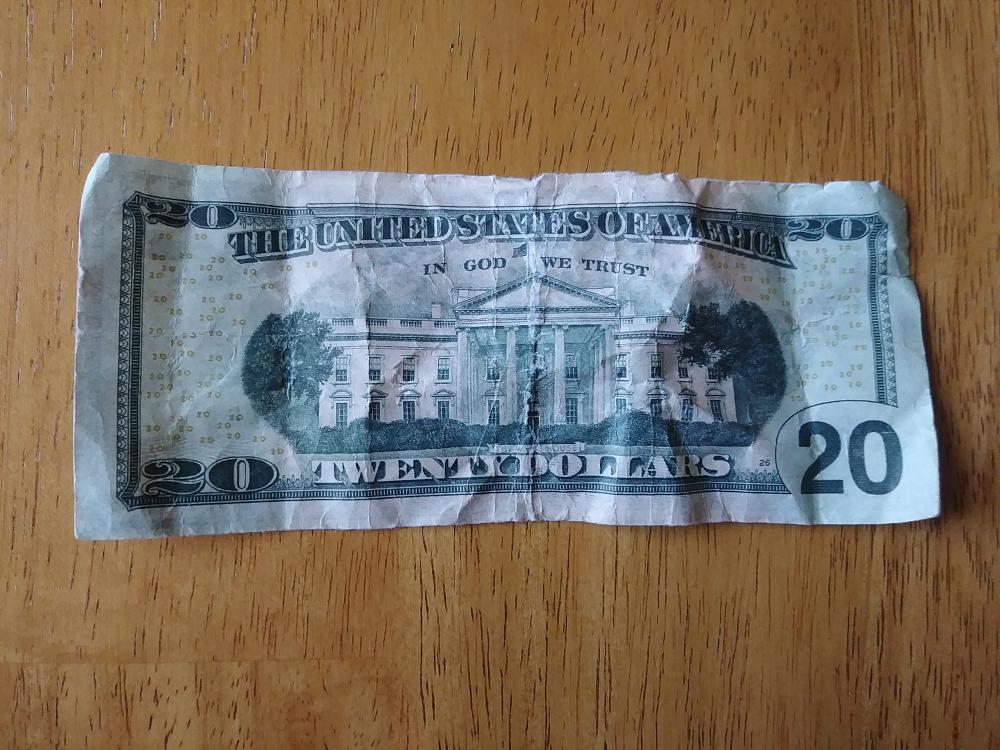 20 THE UNITED STATES OF AMERICA 20
IN GOD WE TRUST
20 TWENTY DOLLARS 26 20